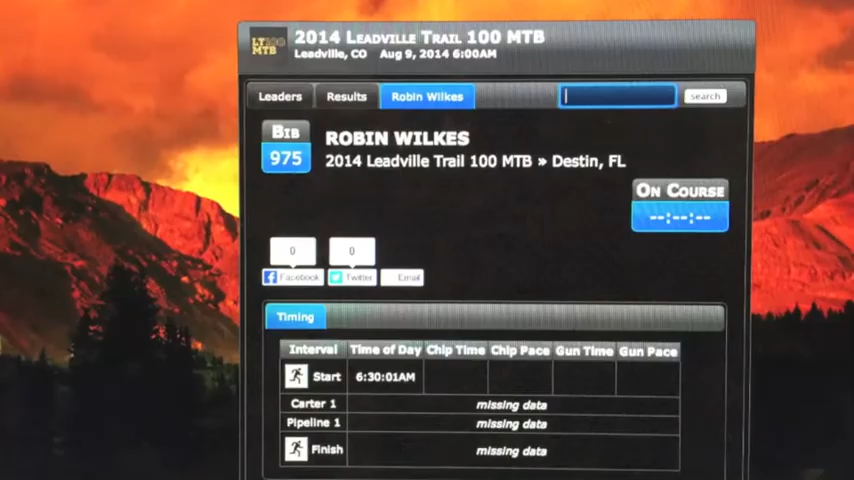 LT100
MTB
2014 LEADVILLE TRAIL 100 MTB
Leadville, CO Aug 9, 2014 6:00AM
Leaders Results Robin Wilkes search
BIB
975
ROBIN WILKES
2014 Leadville Trail 100 MTB » Destin, FL
ON COURSE
--:--:--
0 0
Facebook Twitter Email
Timing
Interval Time of Day Chip Time Chip Pace Gun Time Gun Pace
Start 6:30:01AM
Carter 1 missing data
Pipeline 1 missing data
Finish missing data